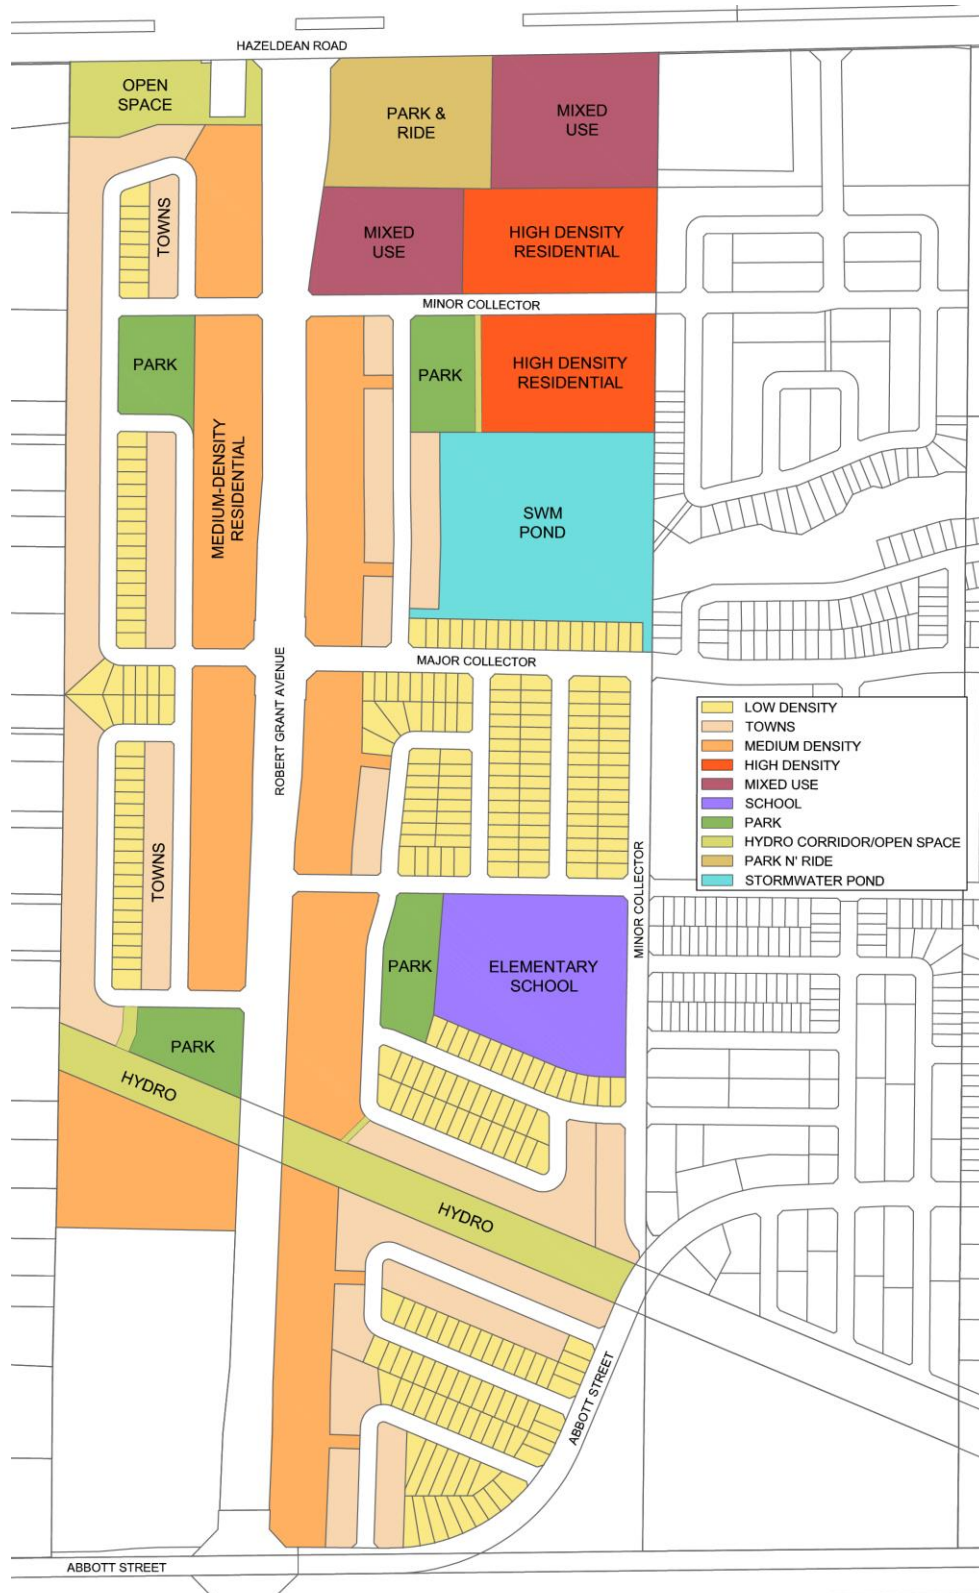 HAZELDEAN ROAD
OPEN
SPACE
PARK &
RIDE
MIXED
USE
TOWNS
MIXED
USE
HIGH DENSITY
RESIDENTIAL
MINOR COLLECTOR
PARK
PARK
HIGH DENSITY
RESIDENTIAL
MEDIUM-DENSITY
RESIDENTIAL
SWM
POND
MAJOR COLLECTOR
ROBERT GRANT AVENUE
LOW DENSITY
TOWNS
MEDIUM DENSITY
HIGH DENSITY
MIXED USE
SCHOOL
PARK
HYDRO CORRIDOR/OPEN SPACE
PARK N' RIDE
STORMWATER POND
TOWNS
MINOR COLLECTOR
PARK
ELEMENTARY
SCHOOL
PARK
HYDRO
HYDRO
ABBOTT STREET
ABBOTT STREET